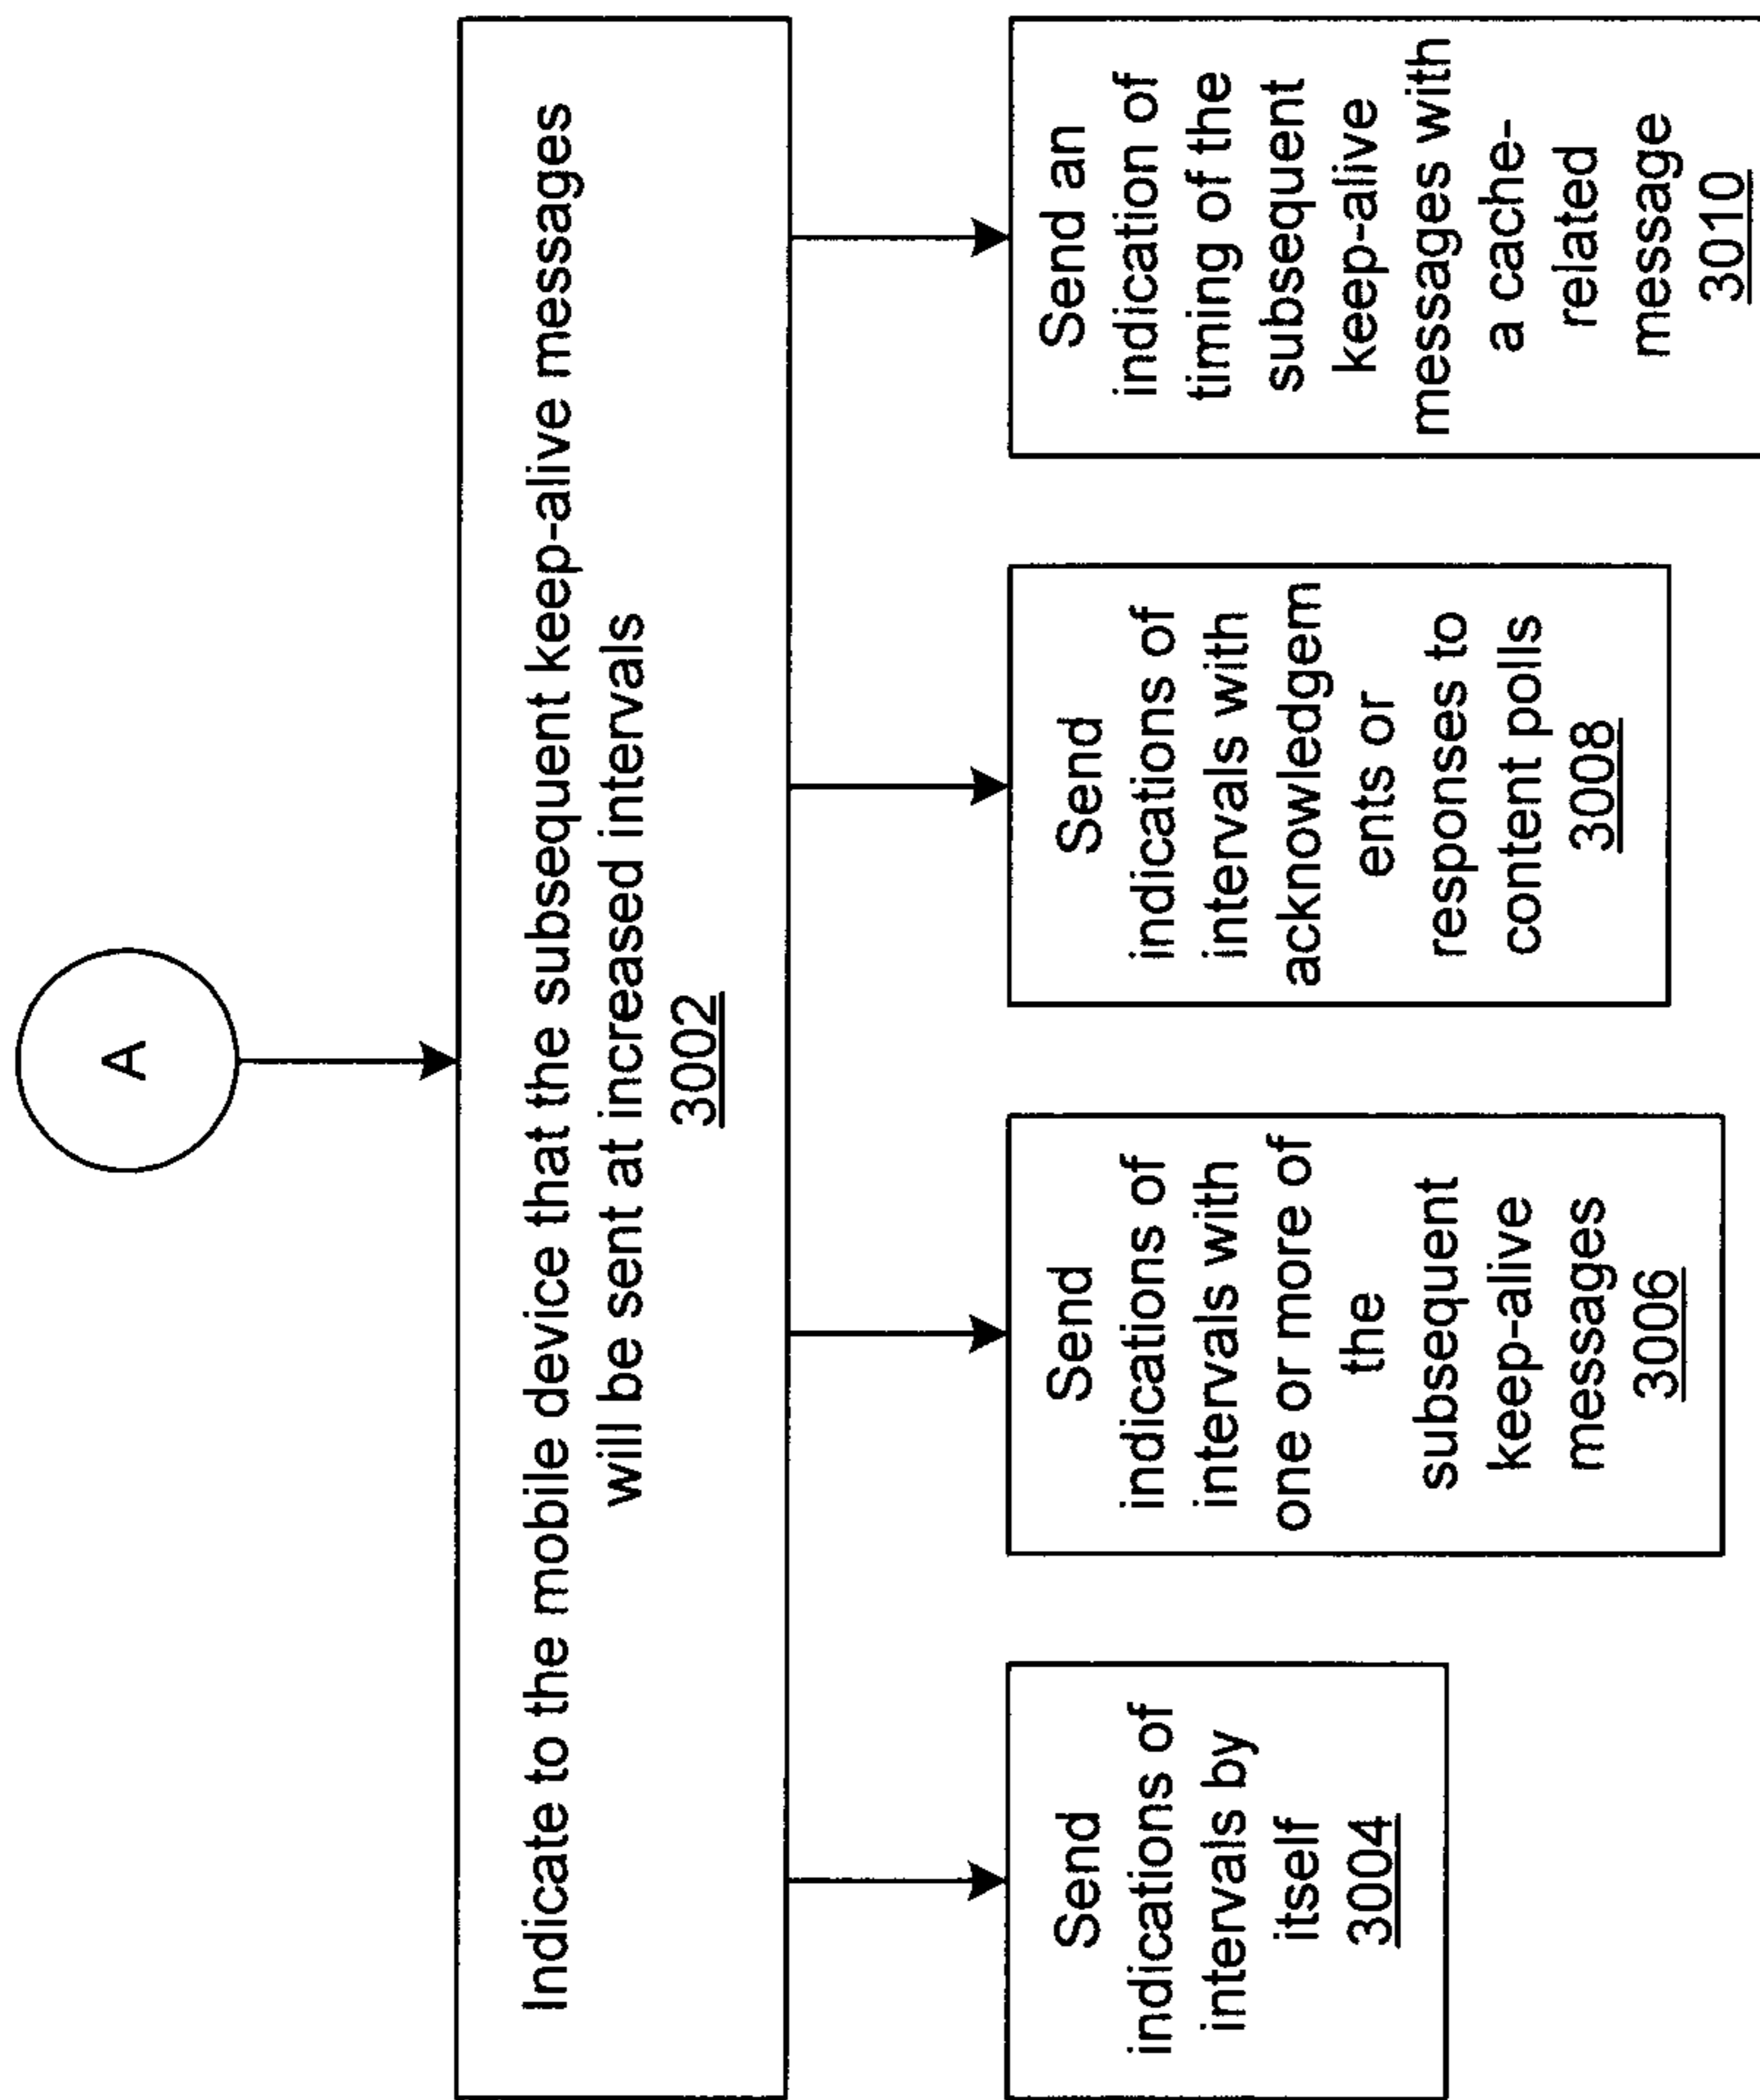 A
Indicate to the mobile device that the subsequent keep-alive messages
will be sent at increased intervals
3002
Send
indications of
intervals by
itself
3004
Send
indications of
intervals with
one or more of
the
subsequent
keep-alive
messages
3006
Send
indications of
intervals with
acknowledgem
ents or
responses to
content polls
3008
Send an
indication of
timing of the
subsequent
keep-alive
messages with
a cache-
related
message
3010